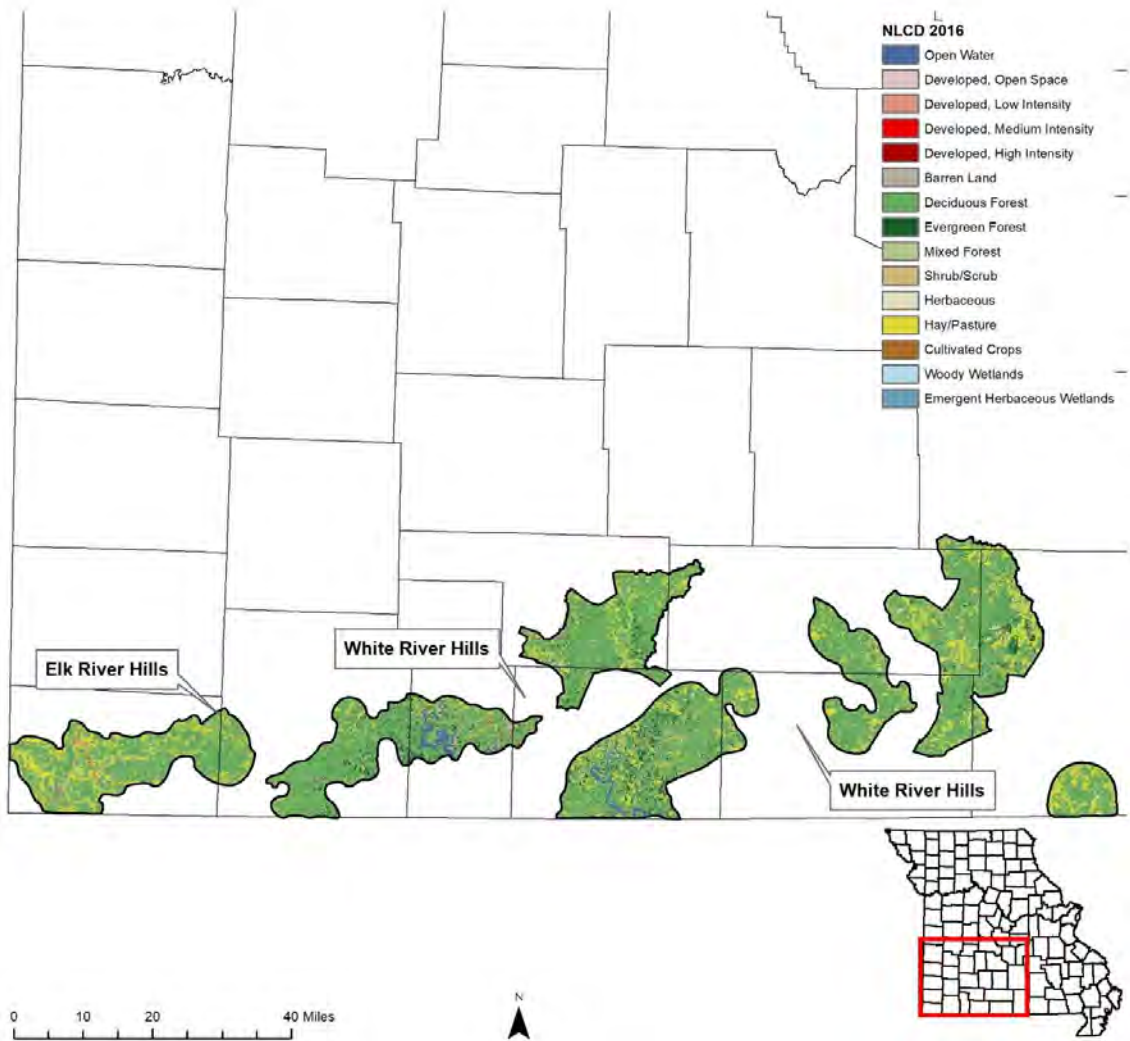 NLCD 2016
Open Water
Developed, Open Space
Developed, Low Intensity
Developed, Medium Intensity
Developed, High Intensity
Barren Land
Deciduous Forest
Evergreen Forest
Mixed Forest
Shrub/Scrub
Herbaceous
Hay/Pasture
Cultivated Crops
Woody Wetlands
Emergent Herbaceous Wetlands
White River Hills
Elk River Hills
White River Hills
N
0 10 20 40 Miles